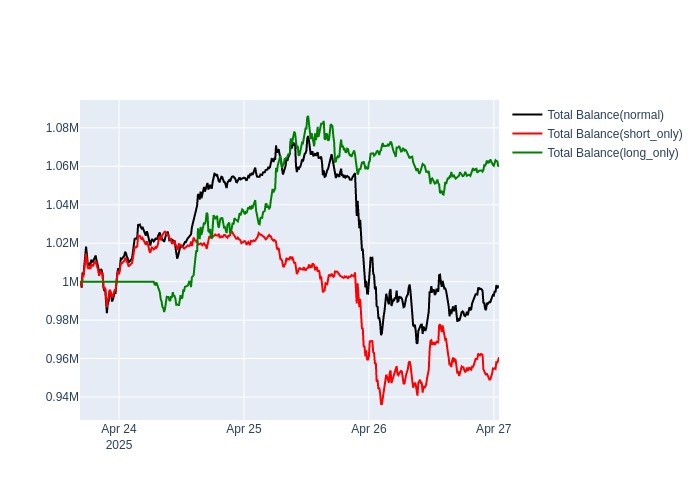 1.08M
1.06M
1.04M
1.02M
1M
0.98M
0.96M
0.94M
Apr 24
2025
Apr 25
Apr 26
Apr 27
Total Balance(normal)
Total Balance(short_only)
Total Balance(long_only)